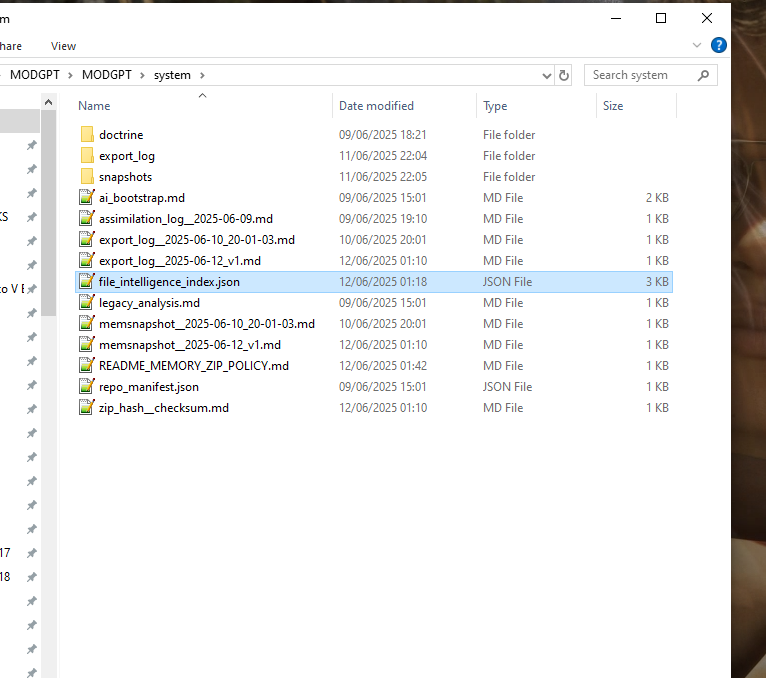 m
hare View
?
MODGPT > MODGPT > system >
Search system
Name Date modified Type Size
doctrine 09/06/2025 18:21 File folder
export_log 11/06/2025 22:04 File folder
snapshots 11/06/2025 22:05 File folder
ai_bootstrap.md 09/06/2025 15:01 MD File 2 KB
assimilation_log__2025-06-09.md 09/06/2025 19:10 MD File 1 KB
export_log__2025-06-10_20-01-03.md 10/06/2025 20:01 MD File 1 KB
export_log__2025-06-12_v1.md 12/06/2025 01:10 MD File 1 KB
file_intelligence_index.json 12/06/2025 01:18 JSON File 3 KB
legacy_analysis.md 09/06/2025 15:01 MD File 1 KB
memsnapshot__2025-06-10_20-01-03.md 10/06/2025 20:01 MD File 1 KB
memsnapshot__2025-06-12_v1.md 12/06/2025 01:10 MD File 1 KB
README_MEMORY_ZIP_POLICY.md 12/06/2025 01:42 MD File 1 KB
repo_manifest.json 09/06/2025 15:01 JSON File 1 KB
zip_hash__checksum.md 12/06/2025 01:10 MD File 1 KB
KS
to V E
17
18